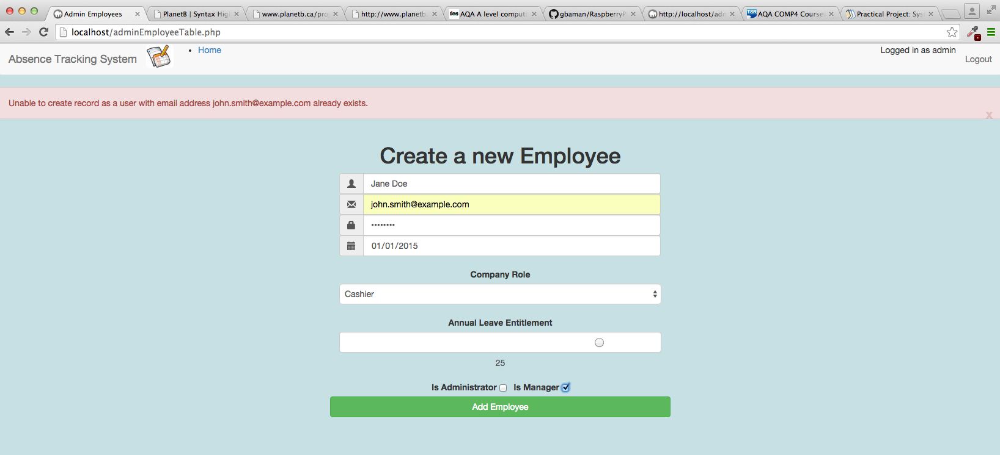 Admin Employees
PlanetB | Syntax Hig
www.planetb.ca/pro
http://www.planetb
tes AQA A level computi
gbaman/RaspberryP
http://localhost/adm
TSR AQA COMP4 Coursew
Practical Project: Sys
localhost/adminEmployeeTable.php
Absence Tracking System
Home
Logged in as admin
Logout
Unable to create record as a user with email address john.smith@example.com already exists.
x
Create a new Employee
Jane Doe
john.smith@example.com
••••••••
01/01/2015
Company Role
Cashier
Annual Leave Entitlement
25
Is Administrator Is Manager
Add Employee